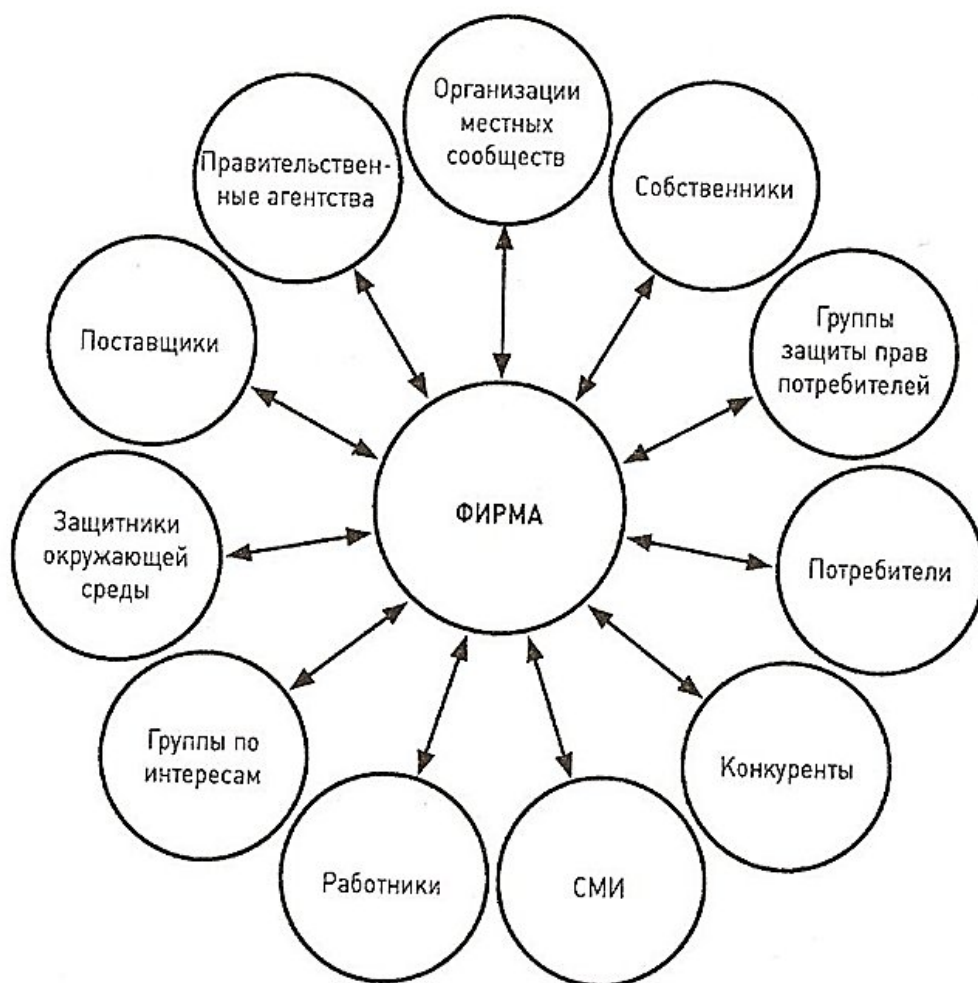 Организации
местных
сообществ
Собственники
Группы
защиты прав
потребителей
Потребители
Конкуренты
СМИ
Работники
Группы по
интересам
Защитники
окружающей
среды
Поставщики
Правительствен-
ные агентства
ФИРМА